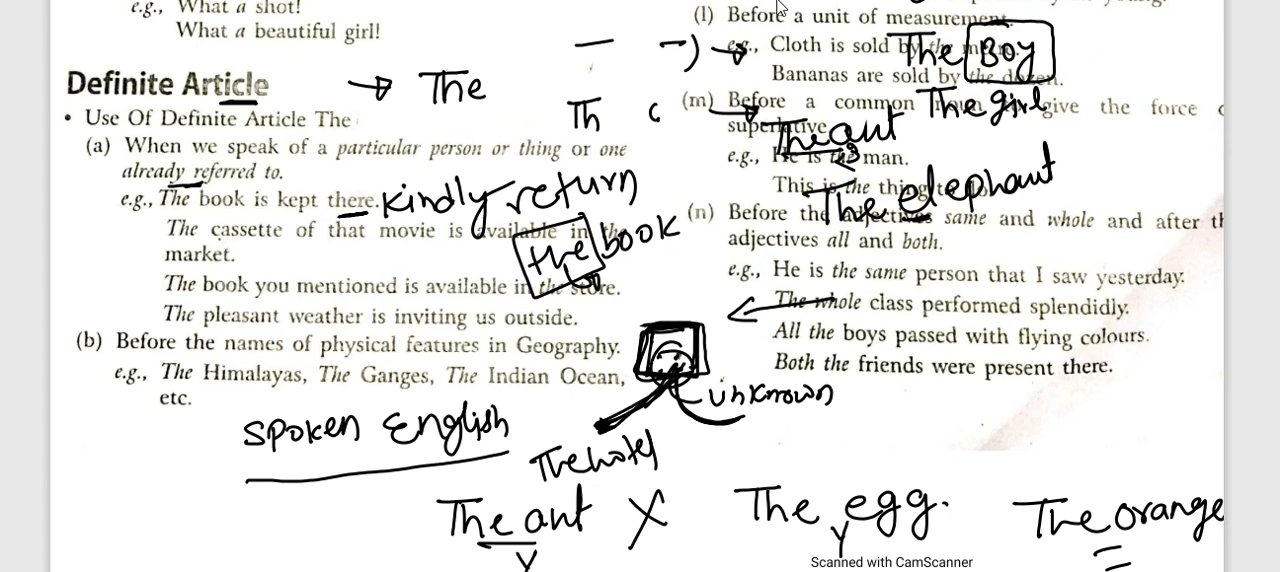 e.g., What a shot!
What a beautiful girl!
Definite Article → The
• Use Of Definite Article The
(a) When we speak of a particular person or thing or one
already referred to.
e.g., The book is kept there.
The cassette of that movie is available in the
market.
The book you mentioned is available in the store.
The pleasant weather is inviting us outside.
(b) Before the names of physical features in Geography.
e.g., The Himalayas, The Ganges, The Indian Ocean,
etc.
Th
kindly return
the book
unknown
Spoken English
The hotel
The ant X
The egg.
The orange
(l) Before a unit of measurement.
e.g., Cloth is sold by the
Bananas are sold by the dozen.
(m) Before a common give the force
superlative.
e.g., He is the man.
This is the thing to
(n) Before the adjectives same and whole and after
adjectives all and both.
e.g., He is the same person that I saw yesterday.
The whole class performed splendidly.
All the boys passed with flying colours.
Both the friends were present there.
The Boy
The girl
The ant
The elephant
Scanned with CamScanner